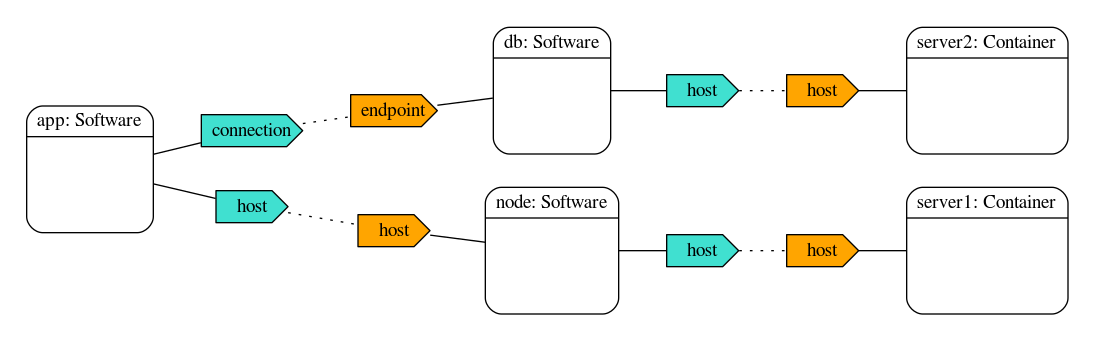 app: Software
connection
endpoint
db: Software
host
host
server2: Container
host
host
node: Software
host
host
server1: Container